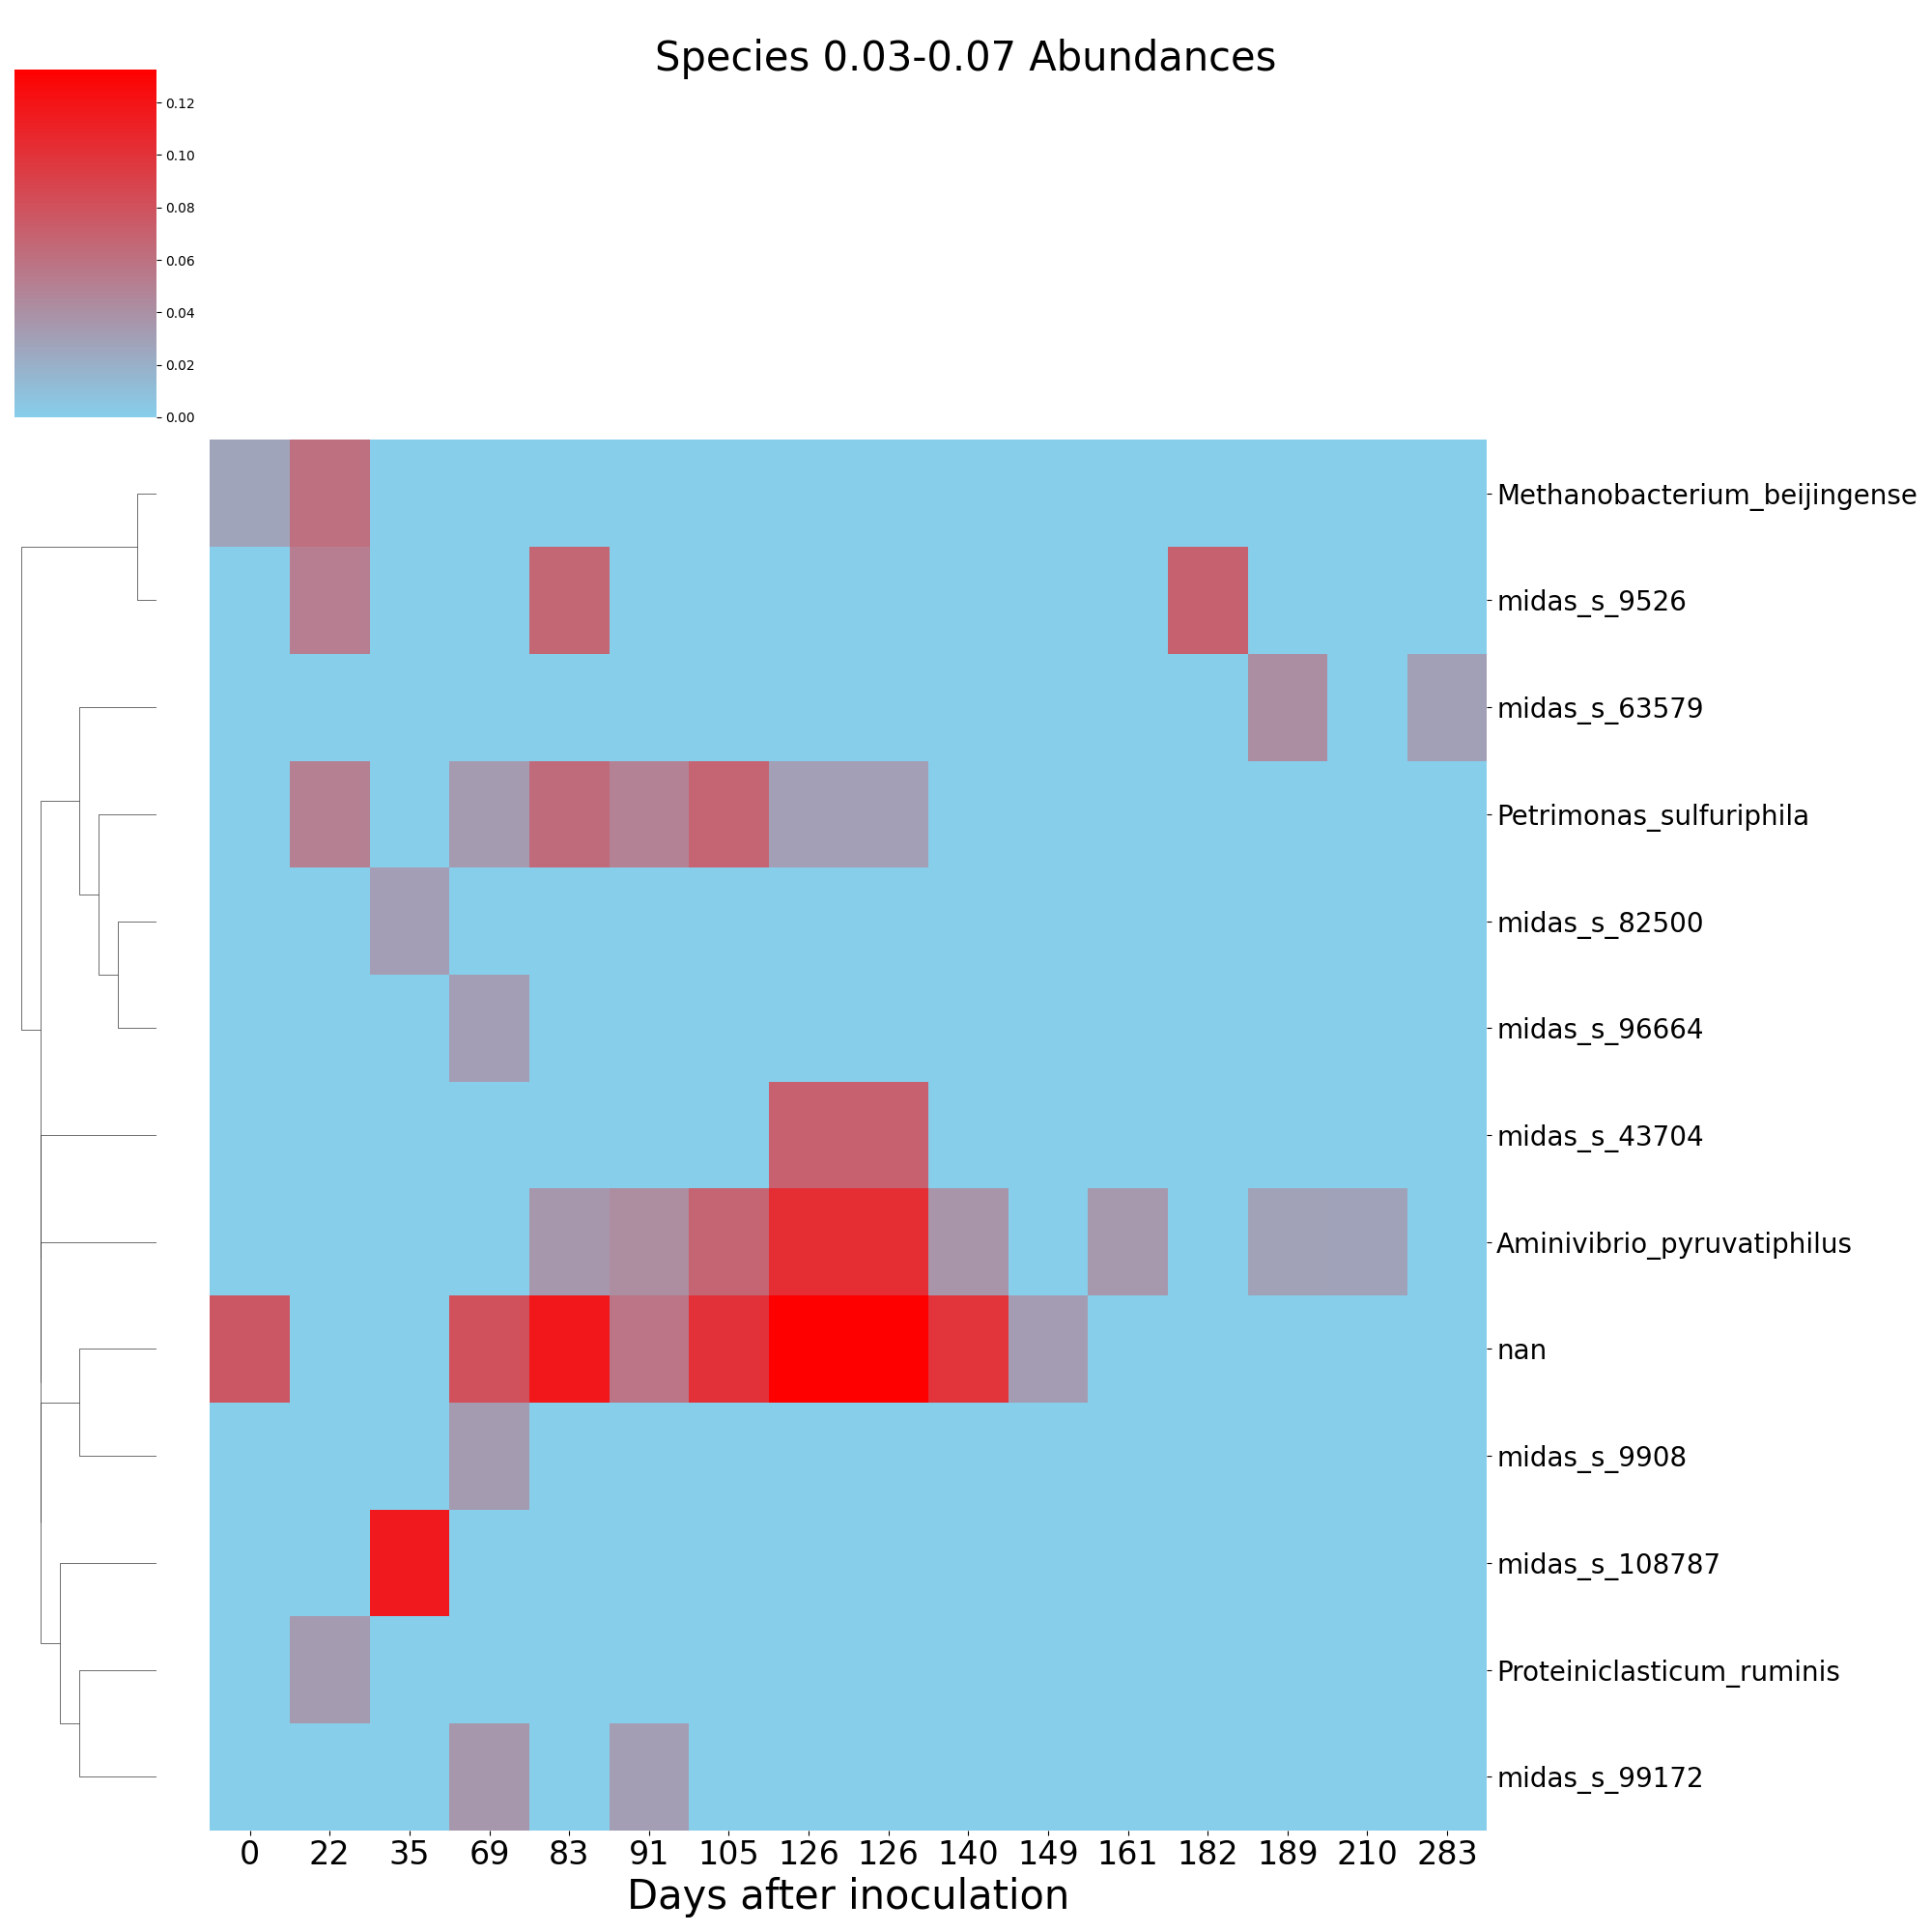 Species 0.03-0.07 Abundances
0.12
0.10
0.08
0.06
0.04
0.02
0.00
Methanobacterium_beijingense
midas_s_9526
midas_s_63579
Petrimonas_sulfuriphila
midas_s_82500
midas_s_96664
midas_s_43704
Aminivibrio_pyruvatiphilus
nan
midas_s_9908
midas_s_108787
Proteiniclasticum_ruminis
midas_s_99172
0 22 35 69 83 91 105 126 126 140 149 161 182 189 210 283
Days after inoculation